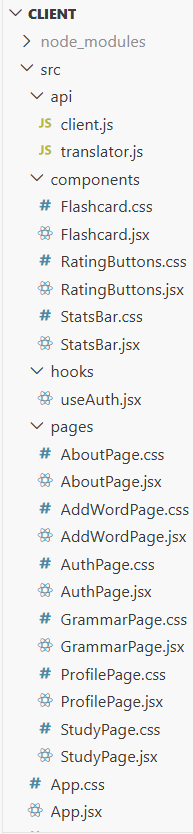 CLIENT
node_modules
src
api
JS client.js
JS translator.js
components
# Flashcard.css
Flashcard.jsx
# RatingButtons.css
RatingButtons.jsx
# StatsBar.css
StatsBar.jsx
hooks
useAuth.jsx
pages
# AboutPage.css
AboutPage.jsx
# AddWordPage.css
AddWordPage.jsx
# AuthPage.css
AuthPage.jsx
# GrammarPage.css
GrammarPage.jsx
# ProfilePage.css
ProfilePage.jsx
# StudyPage.css
StudyPage.jsx
# App.css
App.jsx